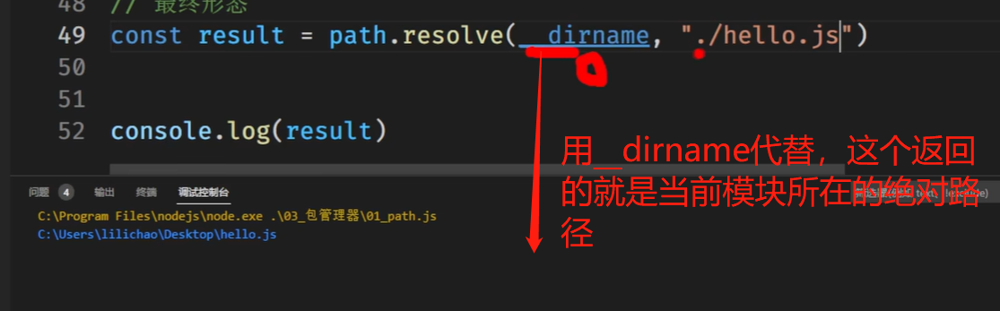 48 // 最终形态
49 const result = path.resolve(__dirname, "./hello.js")
50
51
52 console.log(result)
用__dirname代替，这个返回
的就是当前模块所在的绝对路
径
问题 4 输出 终端 调试控制台
text, !exclude)
C:\Program Files\nodejs\node.exe .\03_包管理器\01_path.js
C:\Users\lilichao\Desktop\hello.js